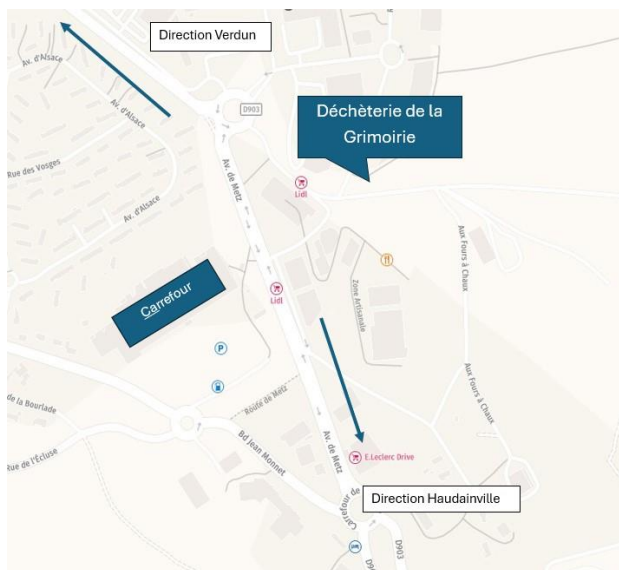 Direction Verdun
Av. d'Alsace
Av. d'Alsace
D903
Déchèterie de la
Grimoirie
Rue des Vosges
Av. de Metz
Lidl
Av. d'Alsace
Aux Fours à Chaux
Zone Artisanale
Carrefour
Lidl
P
de la Bourlade
Route de Metz
Aux Fours à Chaux
Rue de l'Écluse
Bd Jean Monnet
Av. de Metz
E.Leclerc Drive
Direction Haudainville
Carrefour de
D903